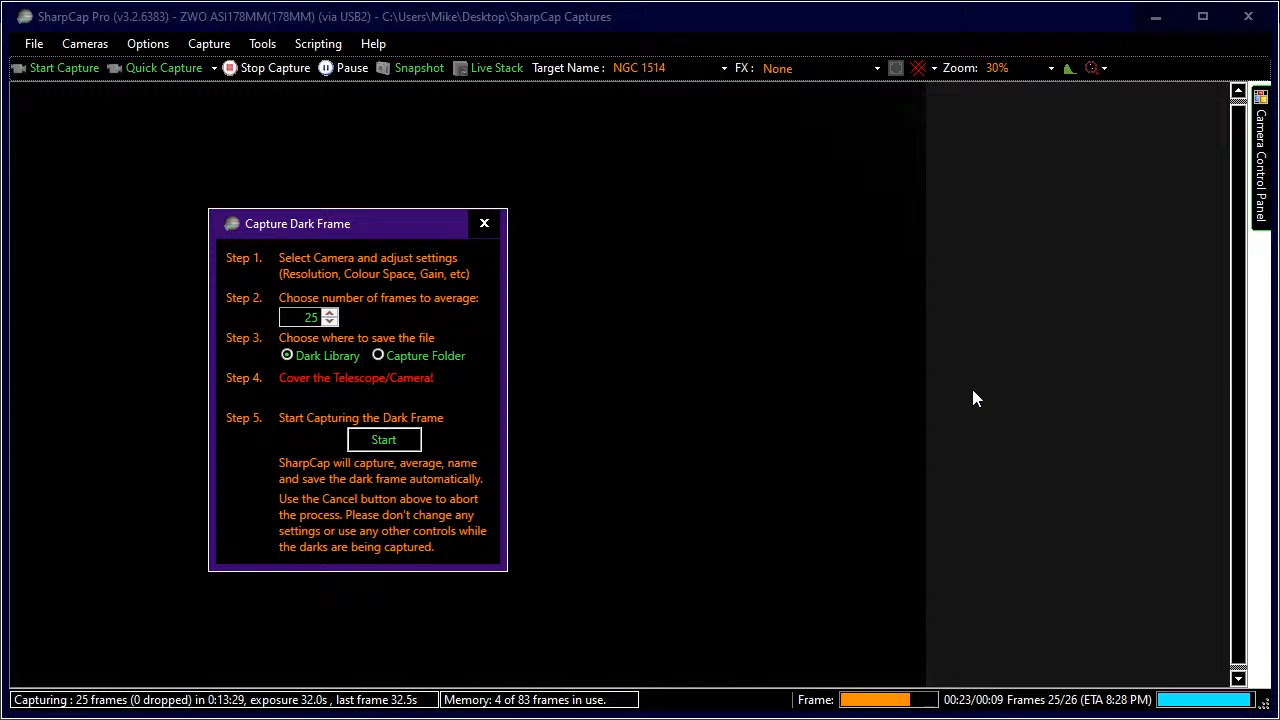 SharpCap Pro (v3.2.6383) - ZWO ASI178MM(178MM) (via USB2) - C:\Users\Mike\Desktop\SharpCap Captures
File Cameras Options Capture Tools Scripting Help
Start Capture Quick Capture Stop Capture Pause Snapshot Live Stack Target Name : NGC 1514 FX : None Zoom: 30%
Camera Control Panel
Capture Dark Frame
Step 1. Select Camera and adjust settings
(Resolution, Colour Space, Gain, etc)
Step 2. Choose number of frames to average:
25
Step 3. Choose where to save the file
Dark Library Capture Folder
Step 4. Cover the Telescope/Camera!
Step 5. Start Capturing the Dark Frame
Start
SharpCap will capture, average, name
and save the dark frame automatically.
Use the Cancel button above to abort
the process. Please don't change any
settings or use any other controls while
the darks are being captured.
Capturing : 25 frames (0 dropped) in 0:13:29, exposure 32.0s , last frame 32.5s Memory: 4 of 83 frames in use. Frame: 00:23/00:09 Frames 25/26 (ETA 8:28 PM)